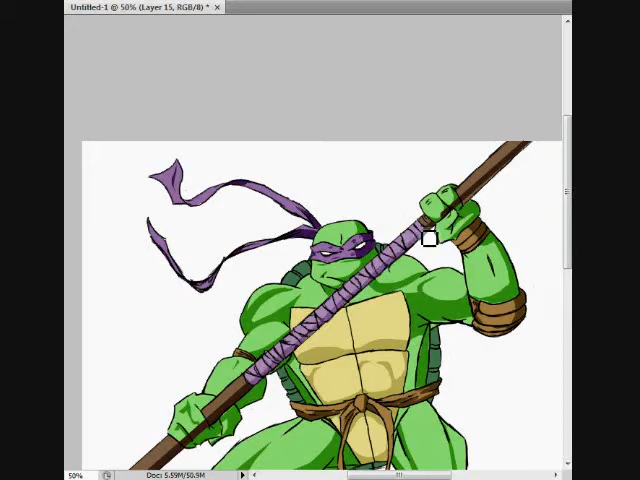 Untitled-1 @ 50% (Layer 15, RGB/8) * ×
50% Doc: 5.59M/50.9M